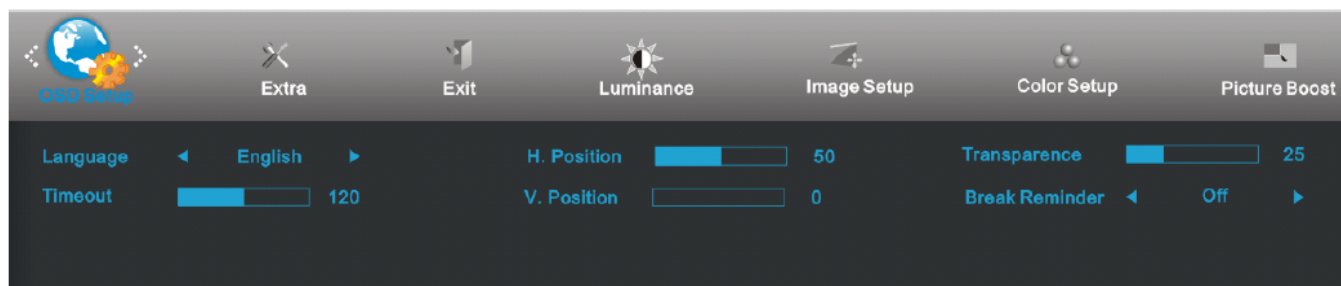 OSD Setup Extra Exit Luminance Image Setup Color Setup Picture Boost
Language English H. Position 50 Transparence 25
Timeout 120 V. Position 0 Break Reminder Off